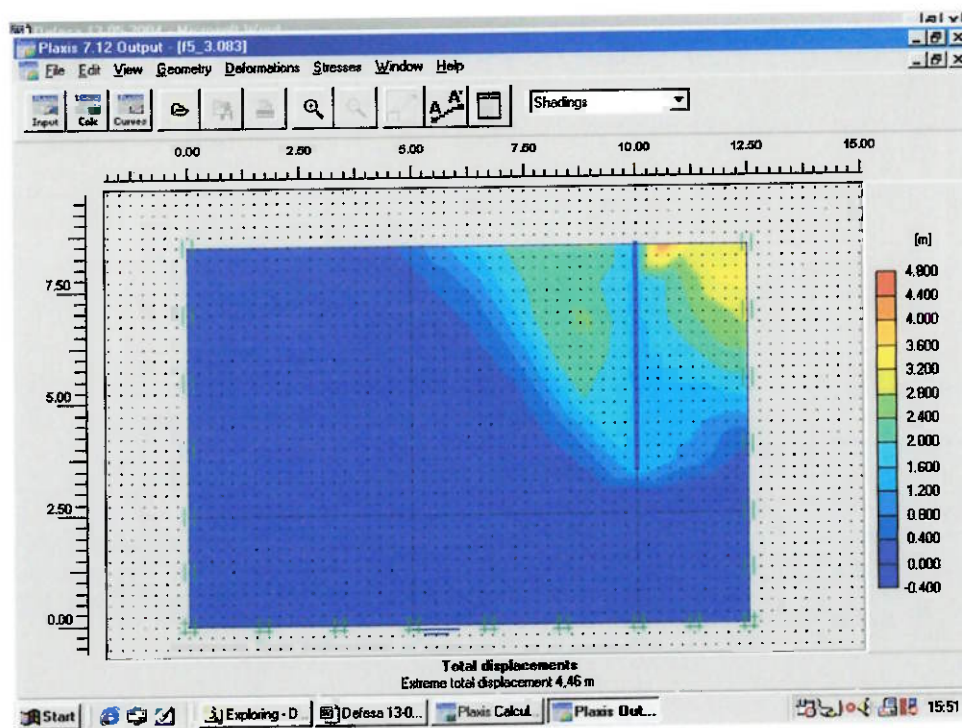 Plaxis 7.12 Output - [f5_3.083]
File Edit View Geometry Deformations Stresses Window Help
Input Calc Curves A A' Shadings
0.00 2.50 5.00 7.50 10.00 12.50 15.00
[m]
4.800
4.400
4.000
3.600
3.200
2.800
2.400
2.000
1.600
1.200
0.800
0.400
0.000
-0.400
7.50
5.00
2.50
0.00
Total displacements
Extreme total displacement 4,46 m
Start Exploring - D... Defesa 13-0... Plaxis Calcul... Plaxis Out... 15:51